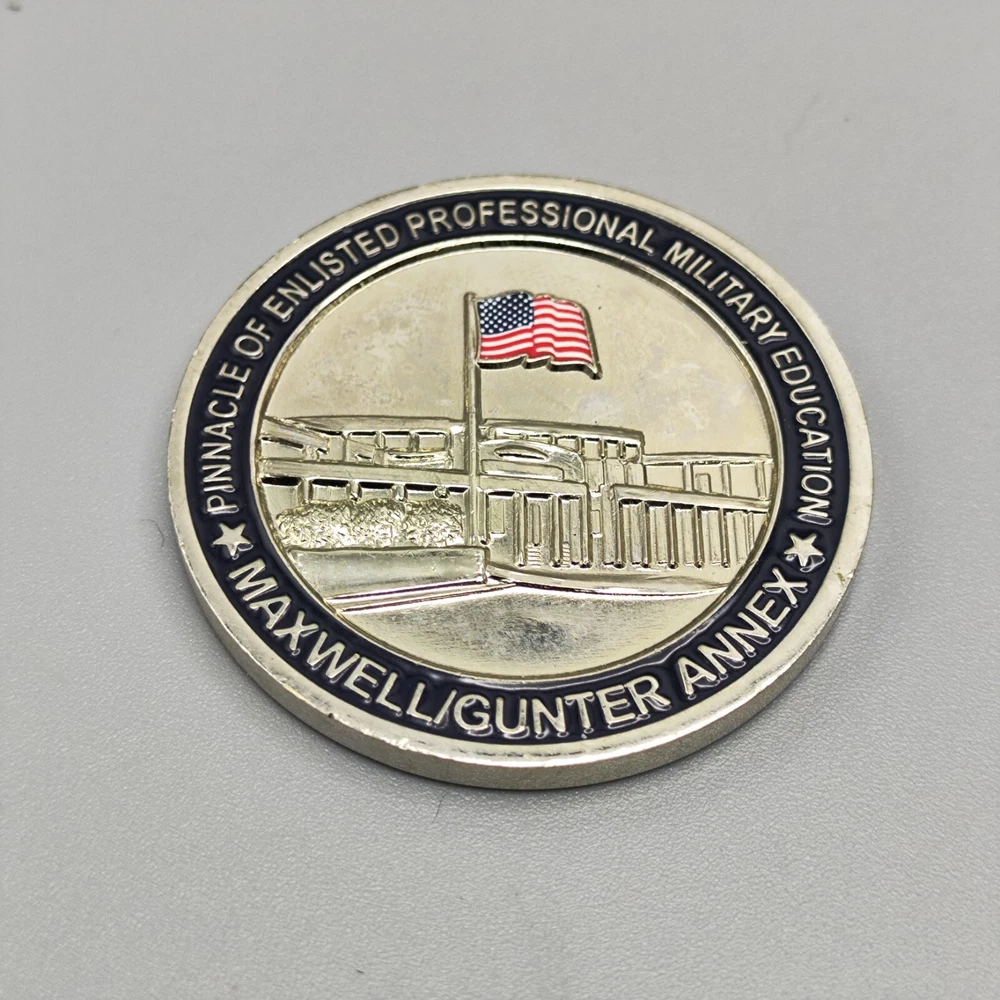 PINNACLE OF ENLISTED PROFESSIONAL MILITARY EDUCATION
MAXWELL/GUNTER ANNEX